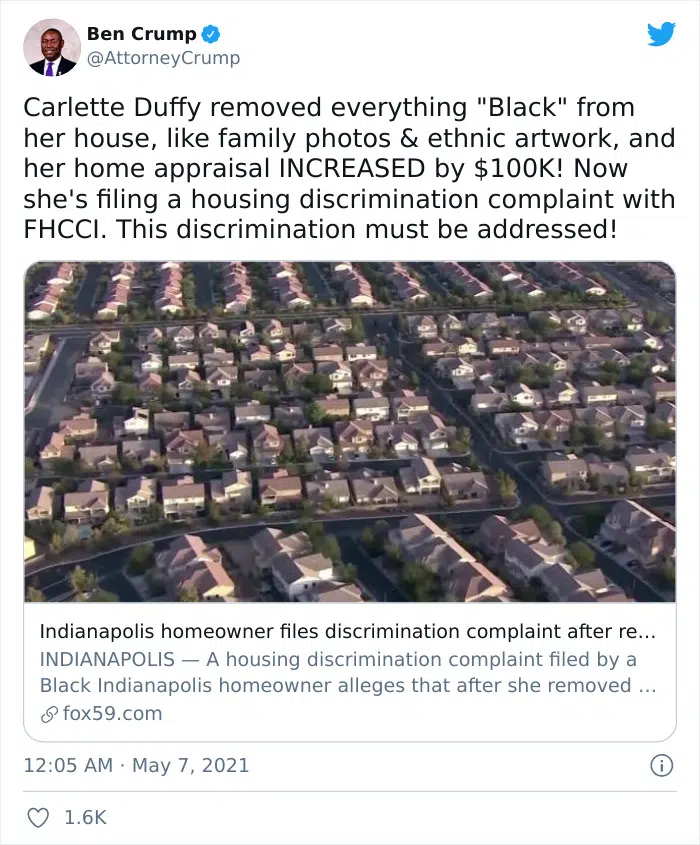 Ben Crump
@AttorneyCrump
Carlette Duffy removed everything "Black" from
her house, like family photos & ethnic artwork, and
her home appraisal INCREASED by $100K! Now
she's filing a housing discrimination complaint with
FHCCI. This discrimination must be addressed!
Indianapolis homeowner files discrimination complaint after re...
INDIANAPOLIS — A housing discrimination complaint filed by a
Black Indianapolis homeowner alleges that after she removed ...
fox59.com
12:05 AM · May 7, 2021
1.6K